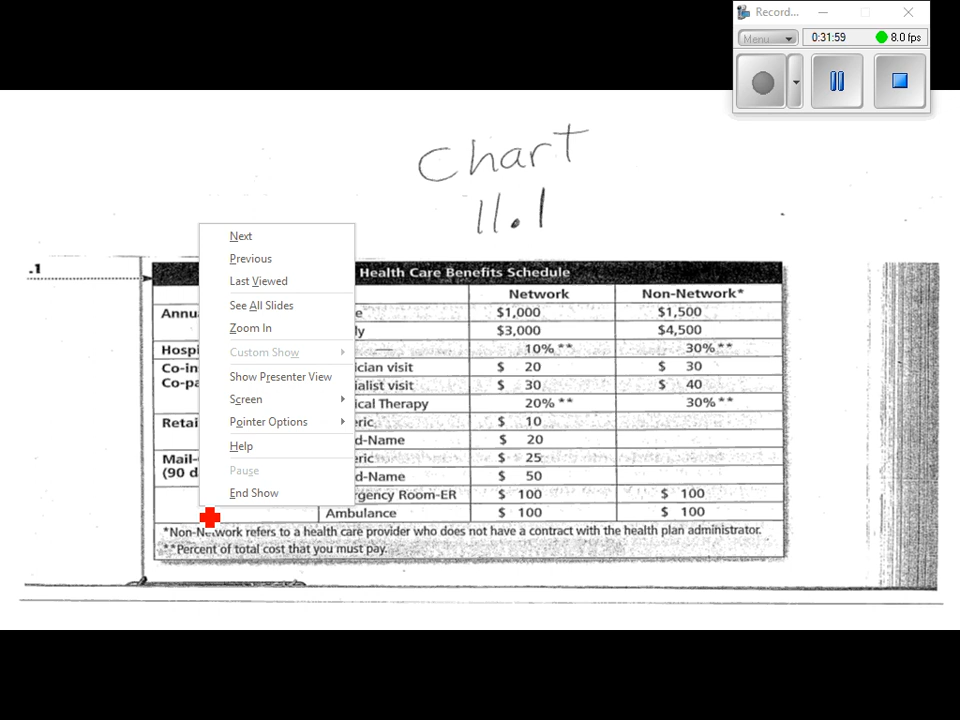 Record...
Menu
0:31:59
8.0 fps
Chart
11.1
.1
Health Care Benefits Schedule
Network Non-Network*
$1,000 $1,500
$3,000 $4,500
10%** 30%**
$ 20 $ 30
$ 30 $ 40
20%** 30%**
$ 10
$ 20
$ 25
$ 50
gency Room-ER $ 100 $ 100
Ambulance $ 100 $ 100
*Non-Network refers to a health care provider who does not have a contract with the health plan administrator.
**Percent of total cost that you must pay.
Next
Previous
Last Viewed
See All Slides
Zoom In
Custom Show
Show Presenter View
Screen
Pointer Options
Help
Pause
End Show
Annu
Hospi
Co-in
Co-pa
Retai
Mail-
(90 d
ician visit
ialist visit
ical Therapy
eric
d-Name
eric
d-Name